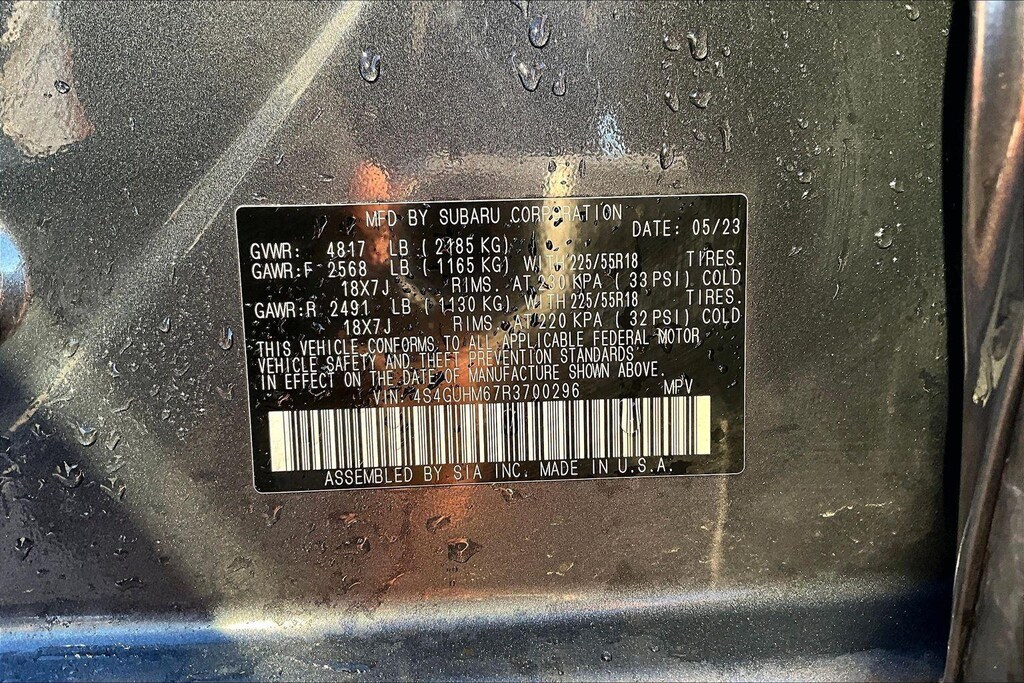 MFD BY SUBARU CORPORATION
DATE: 05/23
GVWR: 4817 LB (2185 KG)
GAWR:F 2568 LB (1165 KG) WITH 225/55R18 TIRES.
18X7J RIMS. AT 230 KPA ( 33 PSI) COLD
GAWR:R 2491 LB (1130 KG) WITH 225/55R18 TIRES.
18X7J RIMS. AT 220 KPA ( 32 PSI) COLD
THIS VEHICLE CONFORMS TO ALL APPLICABLE FEDERAL MOTOR
VEHICLE SAFETY AND THEFT PREVENTION STANDARDS
IN EFFECT ON THE DATE OF MANUFACTURE SHOWN ABOVE.
VIN: 4S4GUHM67R3700296 MPV
ASSEMBLED BY SIA INC. MADE IN U.S.A.